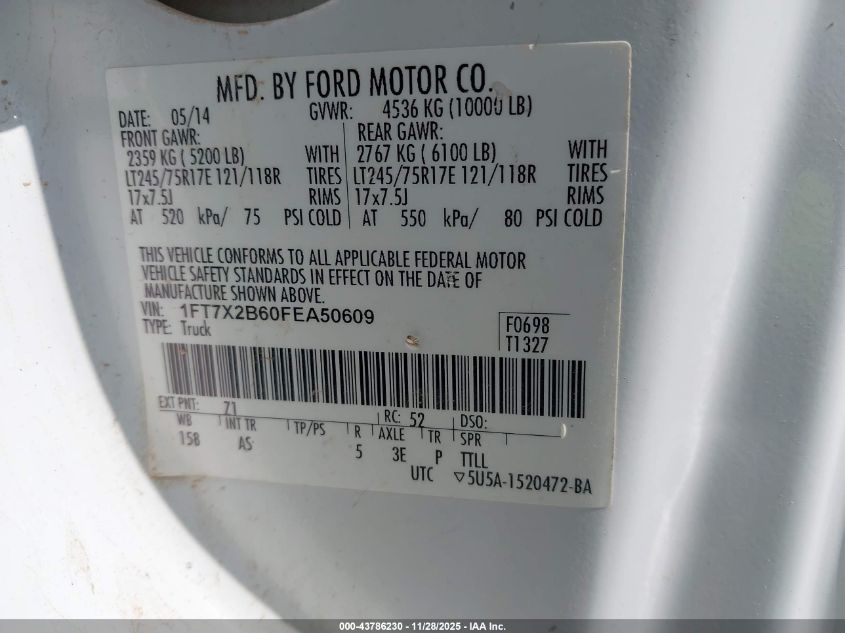 MFD. BY FORD MOTOR CO.
DATE: 05/14 GVWR: 4536 KG (10000 LB)
FRONT GAWR: REAR GAWR:
2359 KG ( 5200 LB) WITH 2767 KG ( 6100 LB) WITH
LT245/75R17E 121/118R TIRES LT245/75R17E 121/118R TIRES
17x7.5J RIMS 17x7.5J RIMS
AT 520 kPa/ 75 PSI COLD AT 550 kPa/ 80 PSI COLD
THIS VEHICLE CONFORMS TO ALL APPLICABLE FEDERAL MOTOR
VEHICLE SAFETY STANDARDS IN EFFECT ON THE DATE OF
MANUFACTURE SHOWN ABOVE.
VIN: 1FT7X2B60FEA50609
TYPE: Truck
F0698
T1327
EXT PNT: 71 RC: 52 DSO:
WB INT TR TP/PS R AXLE TR SPR
158 AS 5 3E P TTLL
UTC ▽5U5A-1520472-BA
000-43786230 - 11/28/2025 - IAA Inc.